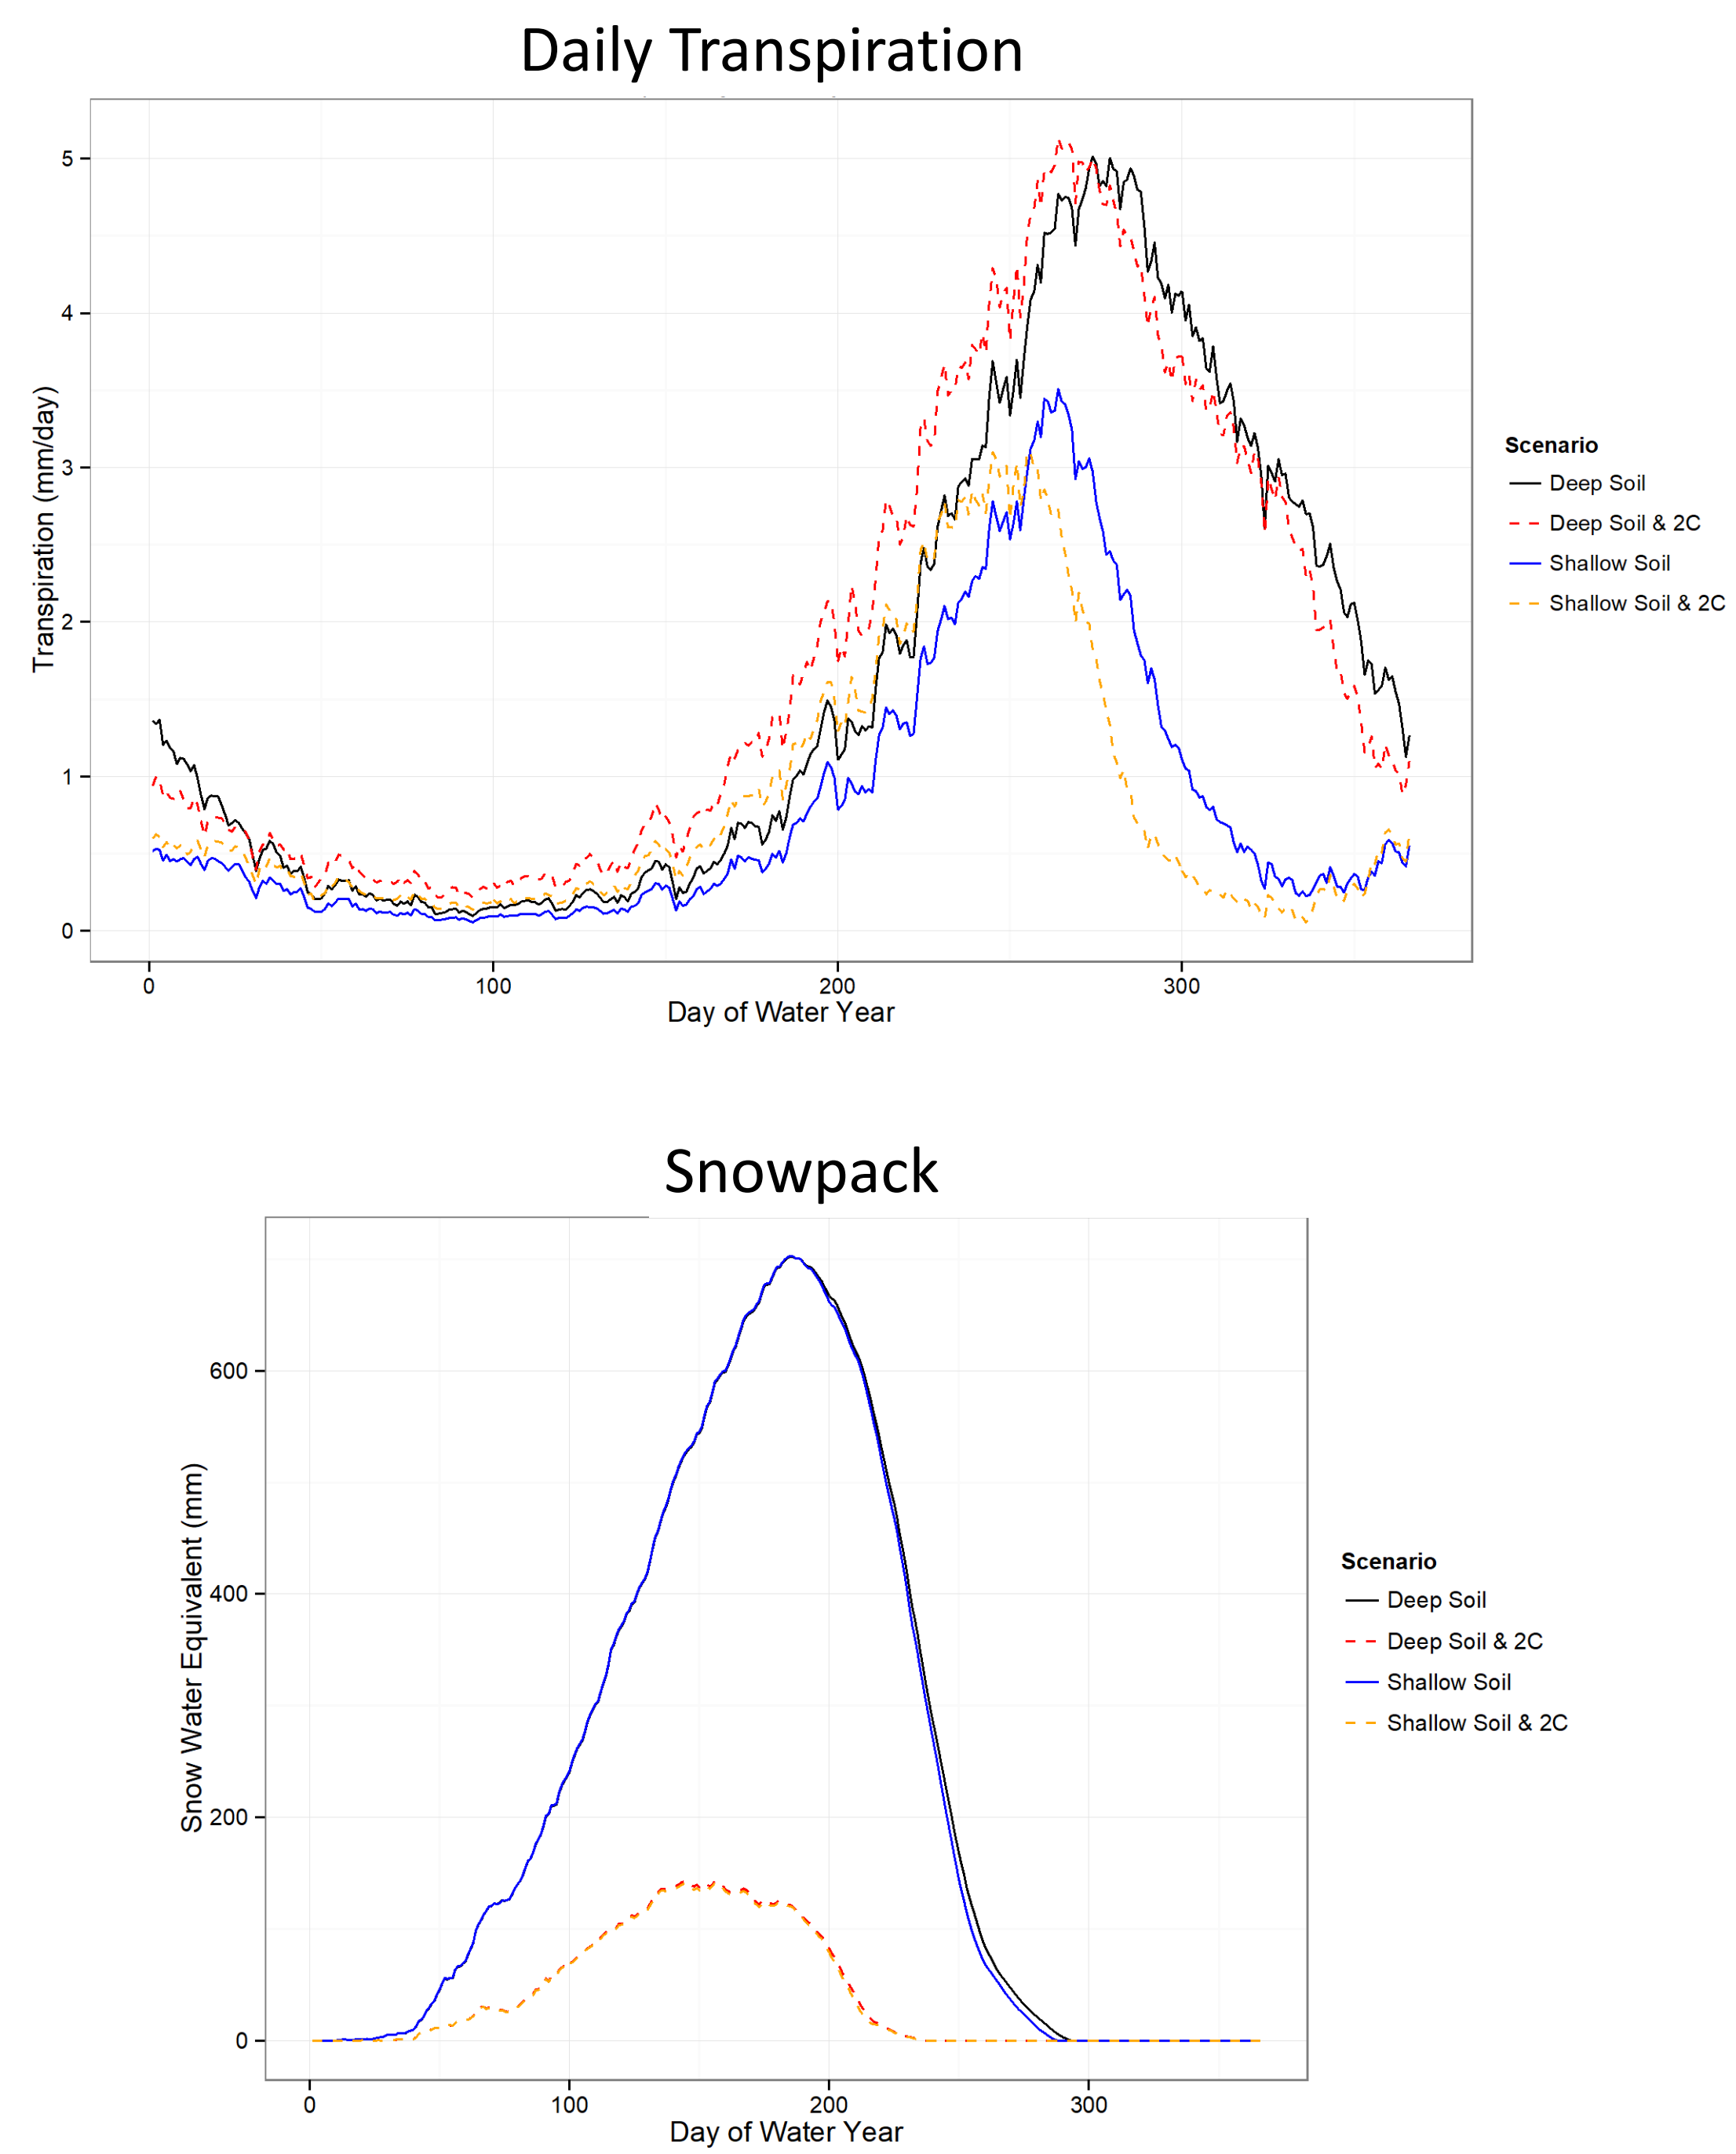 Daily Transpiration
5
4
3
2
1
0
Transpiration (mm/day)
0 100 200 300
Day of Water Year
Scenario
Deep Soil
Deep Soil & 2C
Shallow Soil
Shallow Soil & 2C
Snowpack
600
400
200
0
Snow Water Equivalent (mm)
0 100 200 300
Day of Water Year
Scenario
Deep Soil
Deep Soil & 2C
Shallow Soil
Shallow Soil & 2C